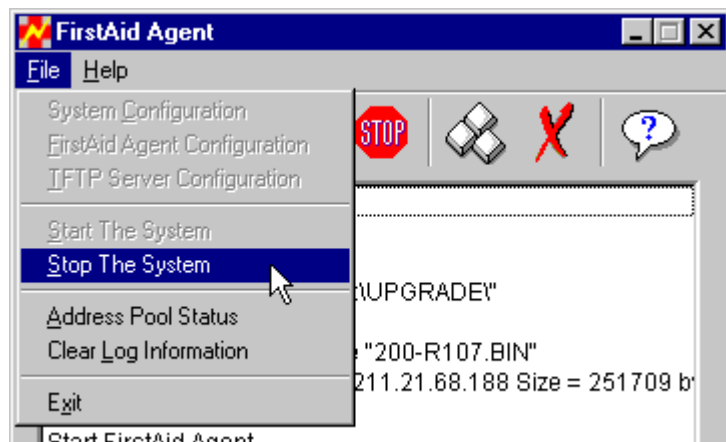 FirstAid Agent
File Help
System Configuration
FirstAid Agent Configuration
TFTP Server Configuration
Start The System
Stop The System
Address Pool Status
Clear Log Information
Exit
STOP
?
\UPGRADE\"
"200-R107.BIN"
211.21.68.188 Size = 251709 b
Start FirstAid Agent